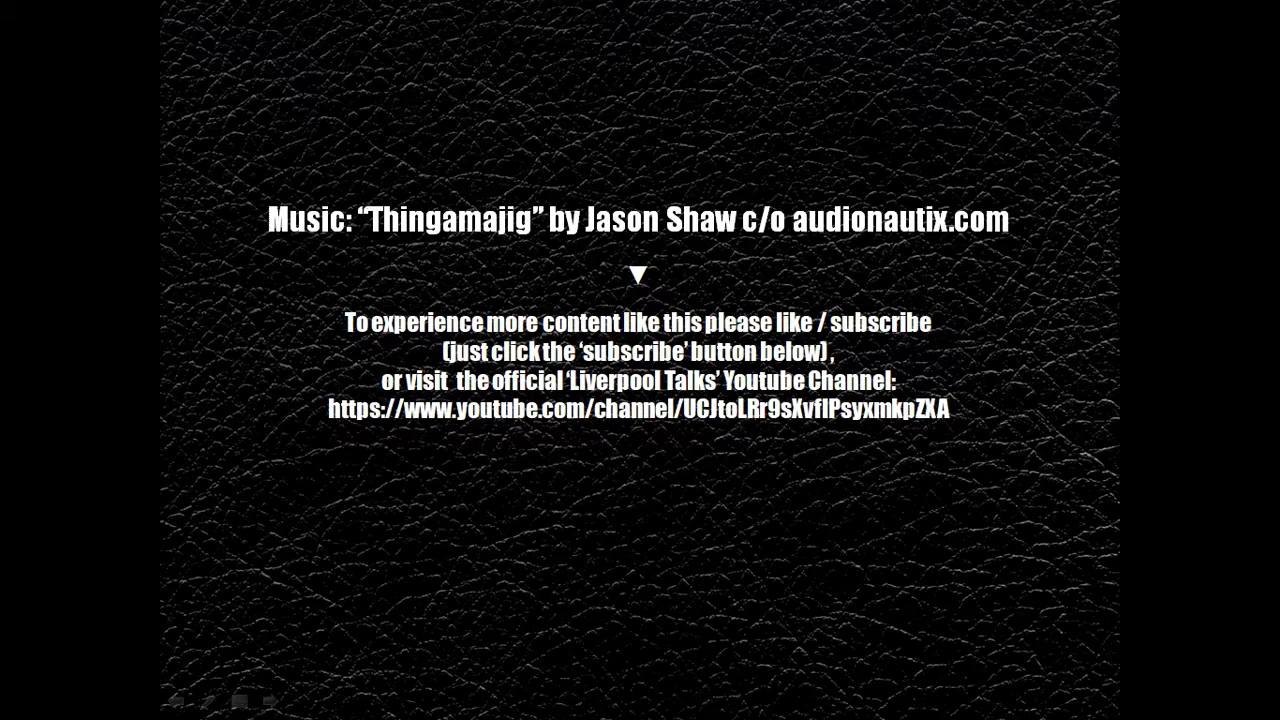 Music: “Thingamajig” by Jason Shaw c/o audionautix.com
▼
To experience more content like this please like / subscribe
(just click the ‘subscribe’ button below) ,
or visit the official ‘Liverpool Talks’ Youtube Channel:
https://www.youtube.com/channel/UCJtoLRr9sXvflPsyxmkpZXA